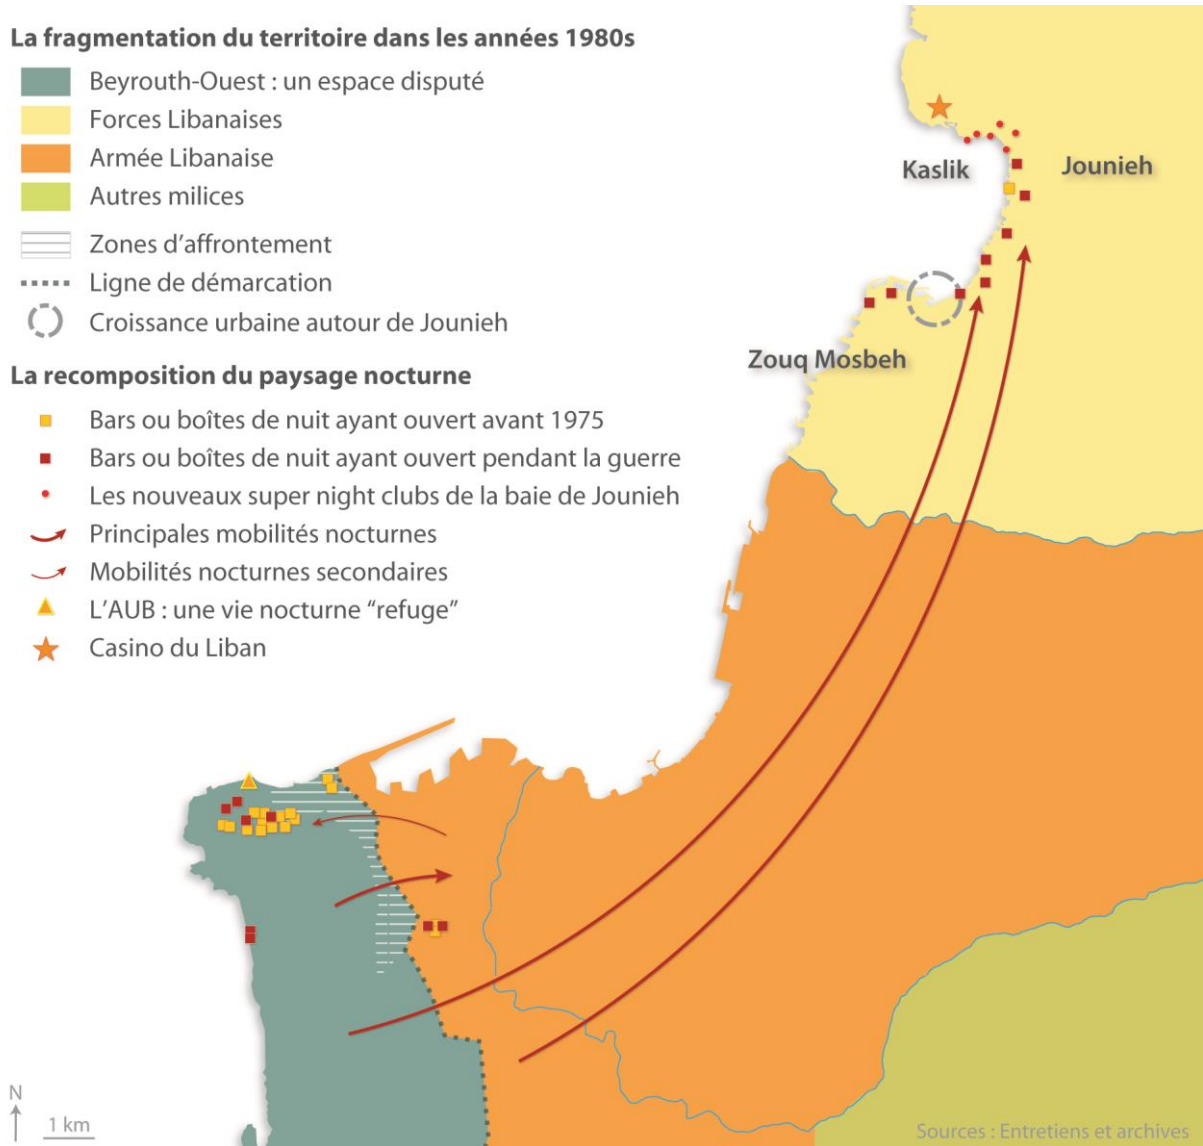 La fragmentation du territoire dans les années 1980s
Beyrouth-Ouest : un espace disputé
Forces Libanaises
Armée Libanaise
Autres milices
Zones d'affrontement
Ligne de démarcation
Croissance urbaine autour de Jounieh
La recomposition du paysage nocturne
Bars ou boîtes de nuit ayant ouvert avant 1975
Bars ou boîtes de nuit ayant ouvert pendant la guerre
Les nouveaux super night clubs de la baie de Jounieh
Principales mobilités nocturnes
Mobilités nocturnes secondaires
L'AUB : une vie nocturne “refuge”
Casino du Liban
Kaslik
Jounieh
Zouq Mosbeh
N
1 km
Sources : Entretiens et archives